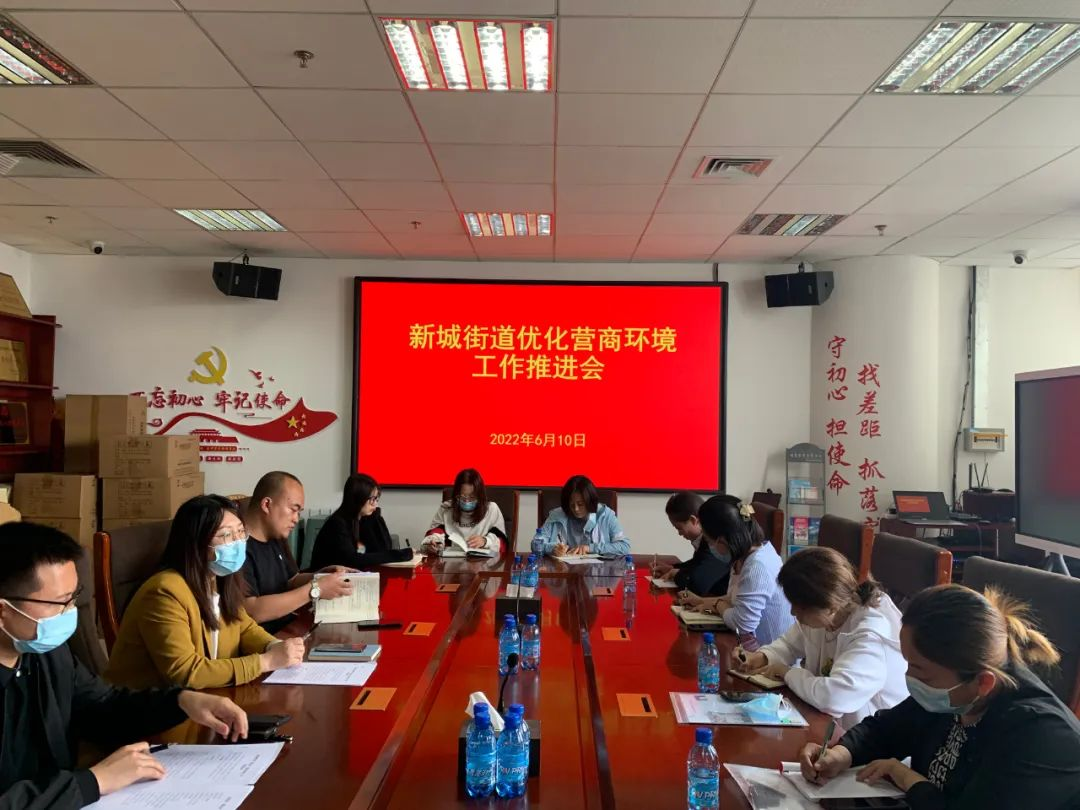 新城街道优化营商环境
工作推进会
2022年6月10日
忘初心 牢记使命
守初心 担使命
找差距 抓落